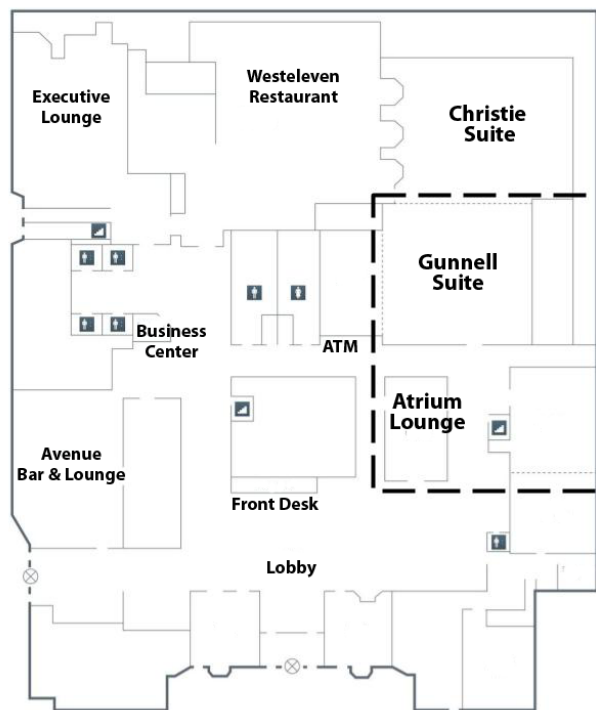 Executive
Lounge
Westeleven
Restaurant
Christie
Suite
Gunnell
Suite
Business
Center
ATM
Atrium
Lounge
Avenue
Bar & Lounge
Front Desk
Lobby